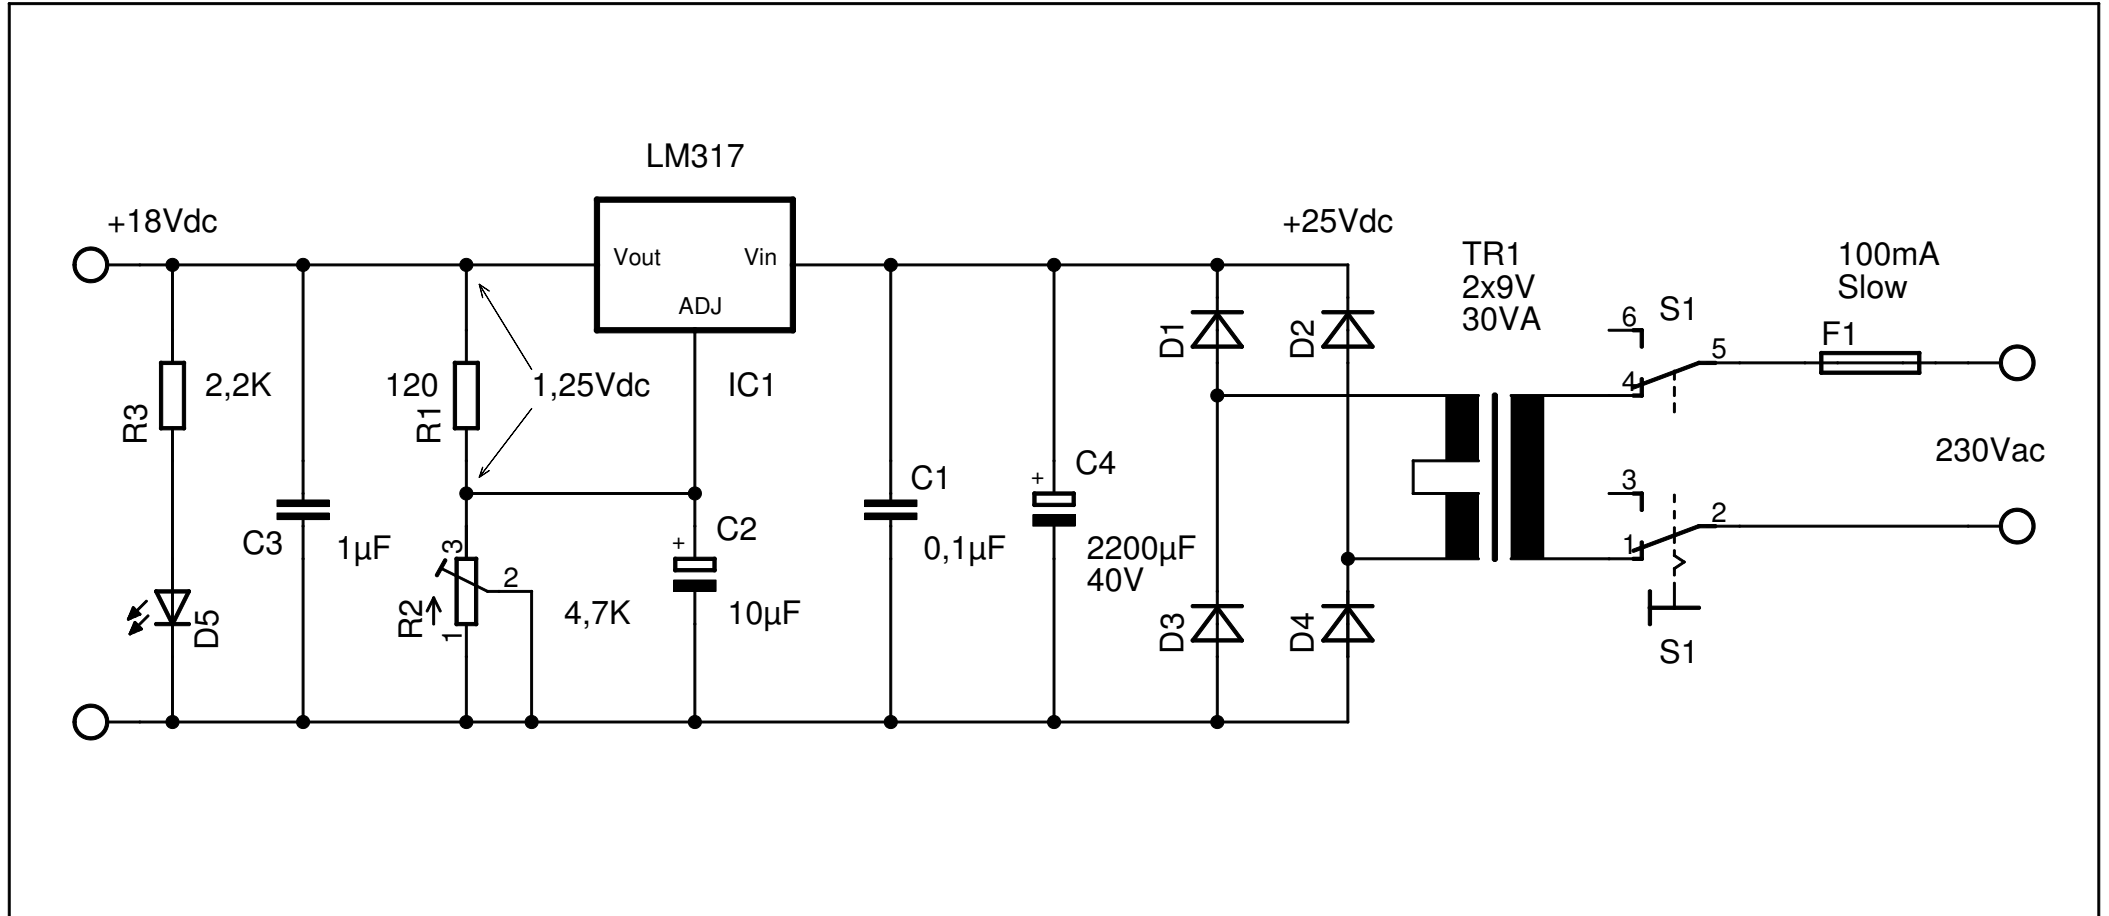 LM317
+18Vdc
+25Vdc
Vout
Vin
ADJ
TR1
2x9V
30VA
100mA
Slow
6
S1
F1
D1
D2
5
4
2,2K
R3
120
R1
1,25Vdc
IC1
230Vac
C1
+
C4
3
2
C3
1µF
3
+
C2
0,1µF
2200µF
40V
1
2
R2
1
4,7K
10µF
D5
D3
D4
S1